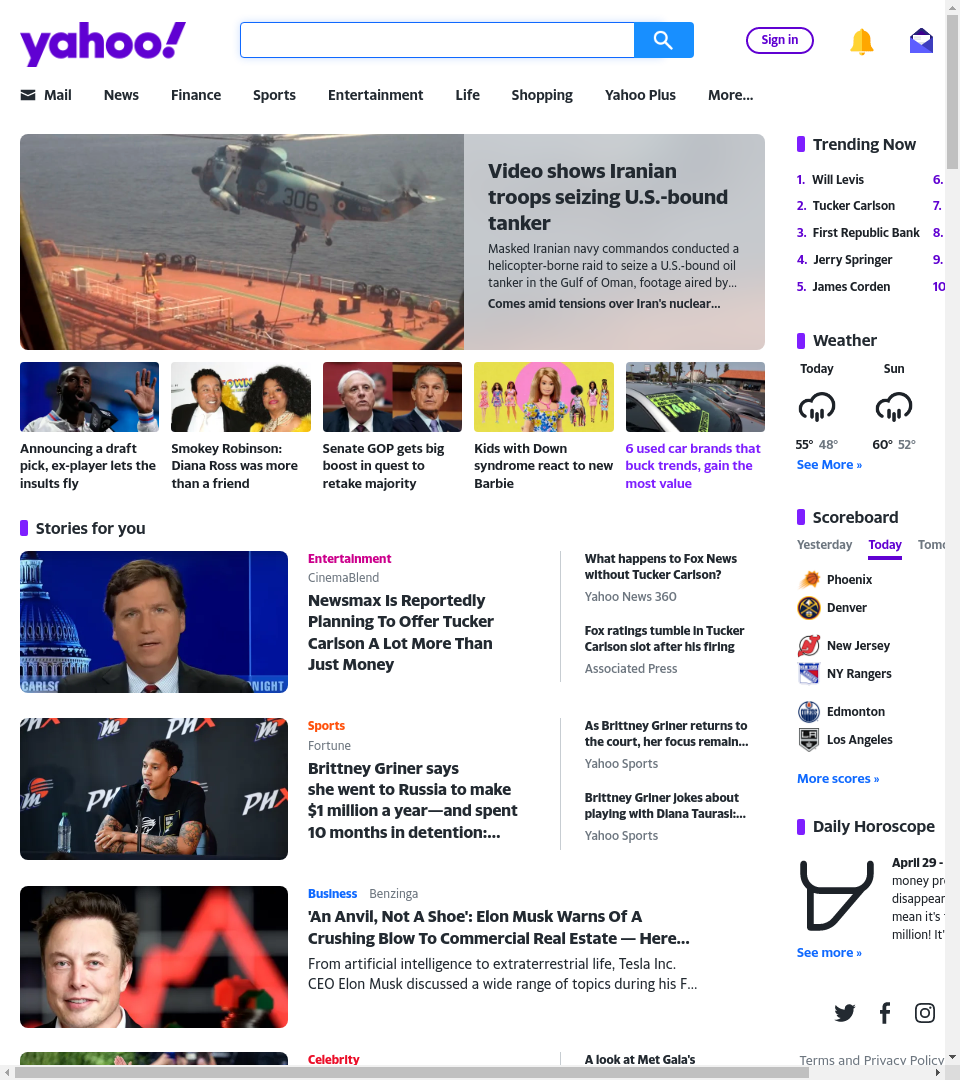 yahoo!
Sign in
Mail News Finance Sports Entertainment Life Shopping Yahoo Plus More...
306
Video shows Iranian
troops seizing U.S.-bound
tanker
Masked Iranian navy commandos conducted a
helicopter-borne raid to seize a U.S.-bound oil
tanker in the Gulf of Oman, footage aired by...
Comes amid tensions over Iran's nuclear...
Announcing a draft
pick, ex-player lets the
insults fly
Smokey Robinson:
Diana Ross was more
than a friend
Senate GOP gets big
boost in quest to
retake majority
Kids with Down
syndrome react to new
Barbie
6 used car brands that
buck trends, gain the
most value
Stories for you
Entertainment
CinemaBlend
Newsmax Is Reportedly
Planning To Offer Tucker
Carlson A Lot More Than
Just Money
What happens to Fox News
without Tucker Carlson?
Yahoo News 360
Fox ratings tumble in Tucker
Carlson slot after his firing
Associated Press
Sports
Fortune
Brittney Griner says
she went to Russia to make
$1 million a year—and spent
10 months in detention:...
As Brittney Griner returns to
the court, her focus remain...
Yahoo Sports
Brittney Griner jokes about
playing with Diana Taurasi:...
Yahoo Sports
Business Benzinga
'An Anvil, Not A Shoe': Elon Musk Warns Of A
Crushing Blow To Commercial Real Estate — Here...
From artificial intelligence to extraterrestrial life, Tesla Inc.
CEO Elon Musk discussed a wide range of topics during his F...
Celebrity
A look at Met Gala's
Trending Now
1. Will Levis 6.
2. Tucker Carlson 7.
3. First Republic Bank 8.
4. Jerry Springer 9.
5. James Corden 10
Weather
Today Sun
55° 48° 60° 52°
See More »
Scoreboard
Yesterday Today
Phoenix
Denver
New Jersey
NY Rangers
Edmonton
Los Angeles
More scores »
Daily Horoscope
April 29 -
money
mean it's
million! It'
See more »
Terms and Privacy Policy